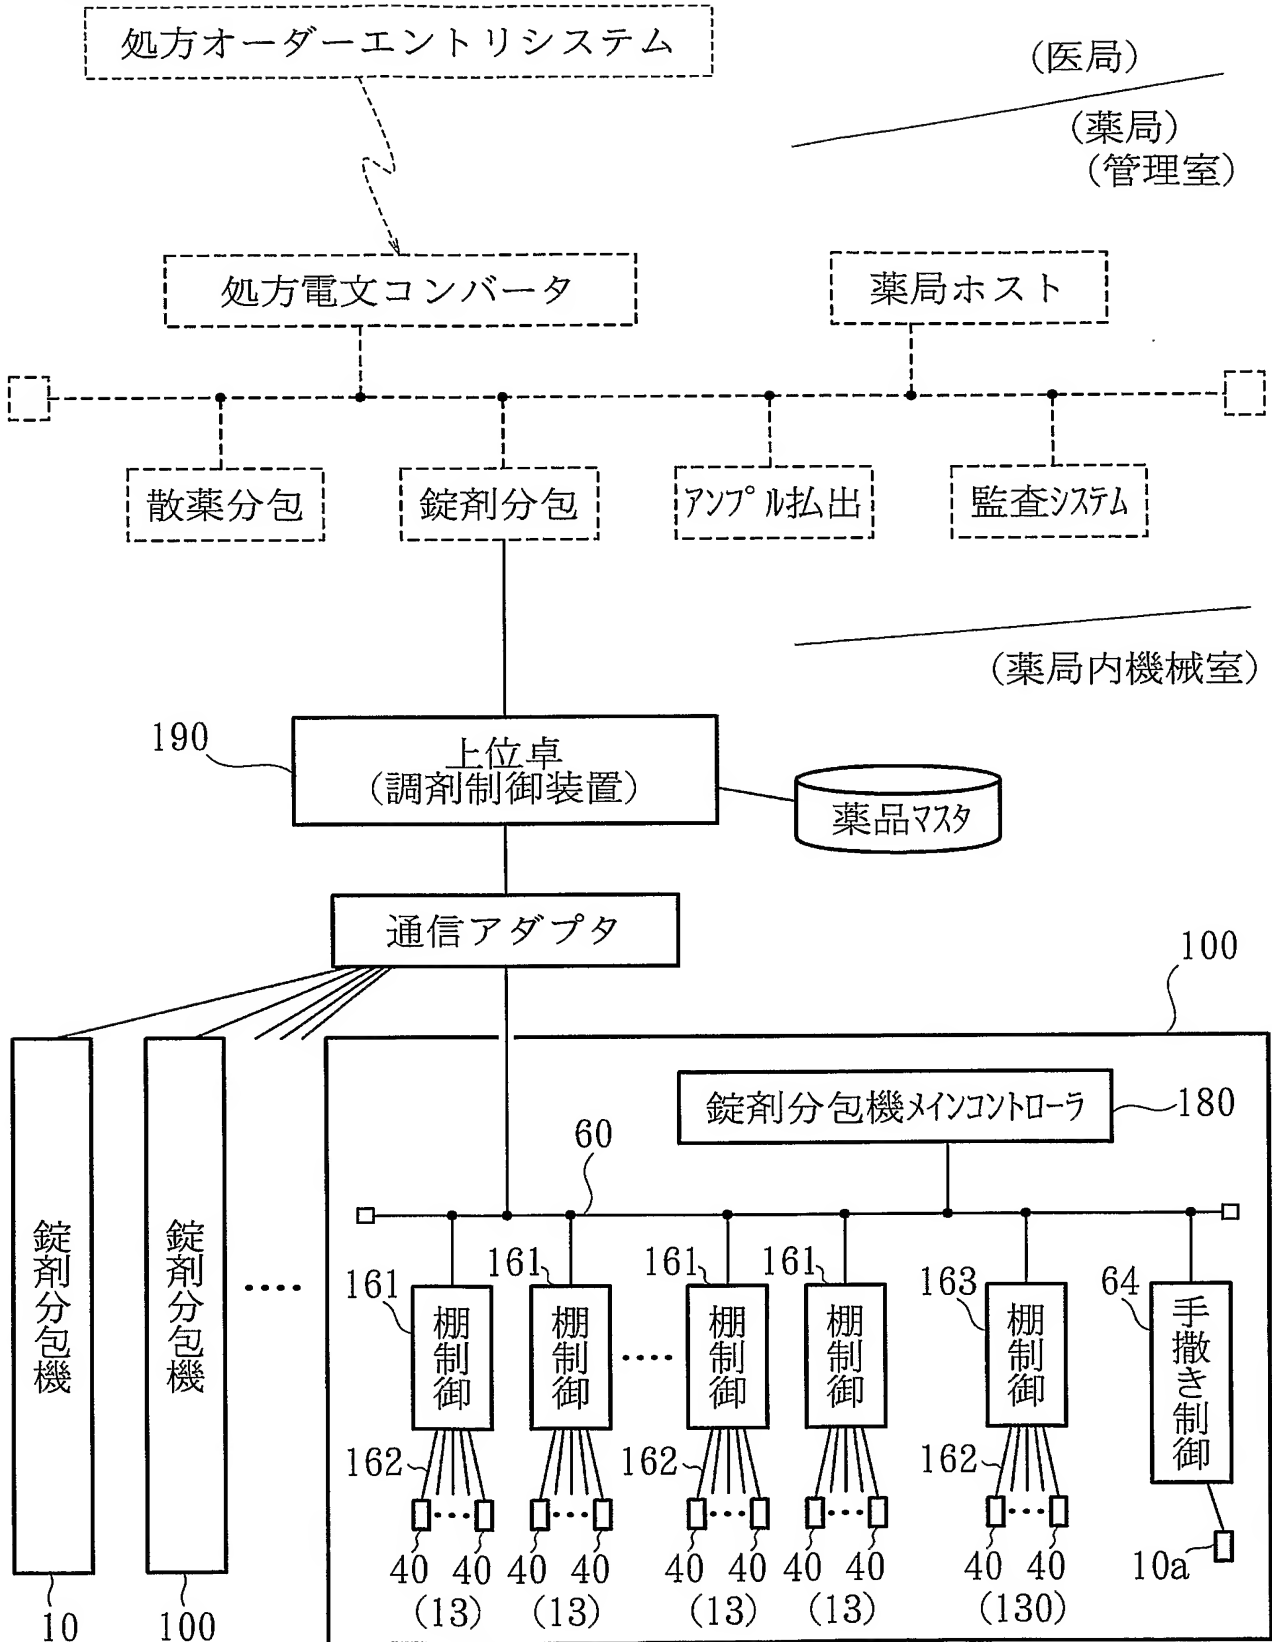 処方オーダーエントリシステム
(医局)
(薬局)
(管理室)
処方電文コンバータ
薬局ホスト
散薬分包
錠剤分包
アンプル払出
監査システム
(薬局内機械室)
190
上位卓
(調剤制御装置)
薬品マスタ
通信アダプタ
100
錠剤分包機メインコントローラ
180
60
錠剤分包機
錠剤分包機
····
161
161
161
161
163
64
棚制御
棚制御
····
棚制御
棚制御
棚制御
手撒き制御
162
162
162
40 40 40 40 40 40 40 40 40 40
10a
(13) (13) (13) (13) (130)
10
100